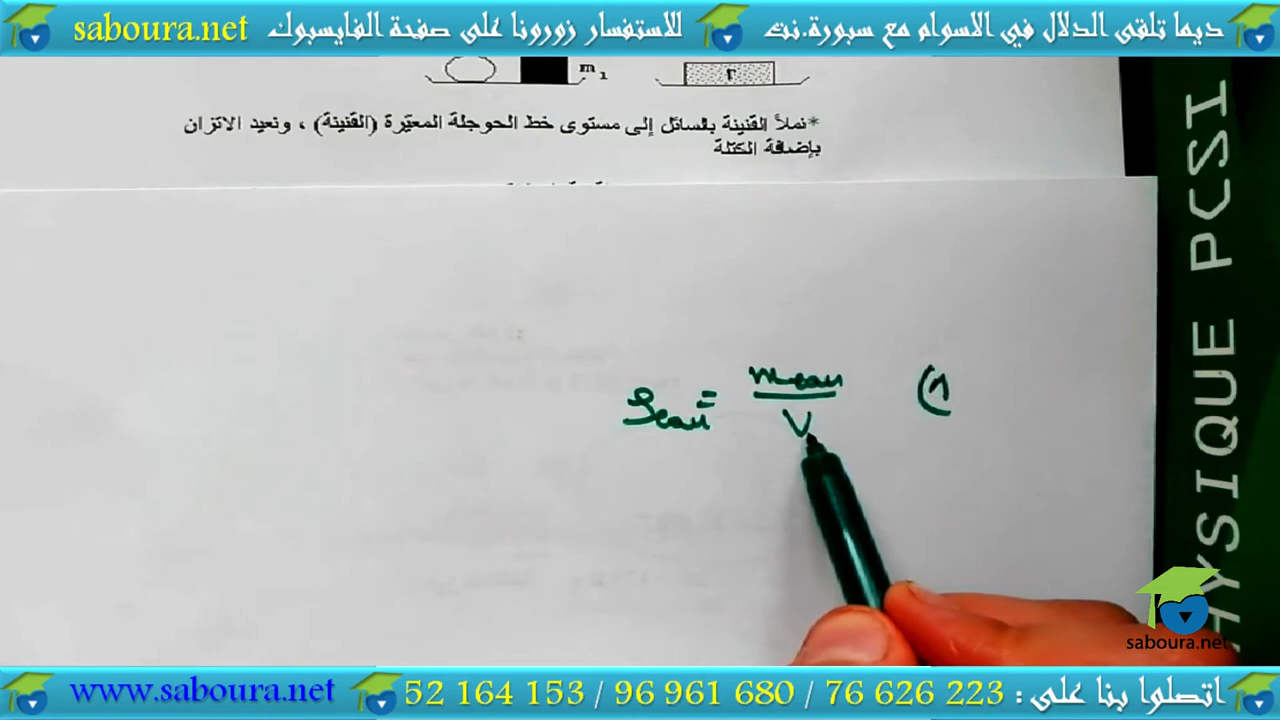 ديما تلقى الدلال في الاسوام مع سبورة.نت للاستفسار زورونا على صفحة الفايسبوك saboura.net
m₁
r
*نملأ القنينة بالسائل إلى مستوى خط الحوجلة المعيّرة (القنينة) ، ونعيد الاتزان
بإضافة الكتلة
(1
ρeau = meau / V
PHYSIQUE PCSI
saboura.net
اتصلوا بنا على : 52 164 153 / 96 961 680 / 76 626 223 www.saboura.net